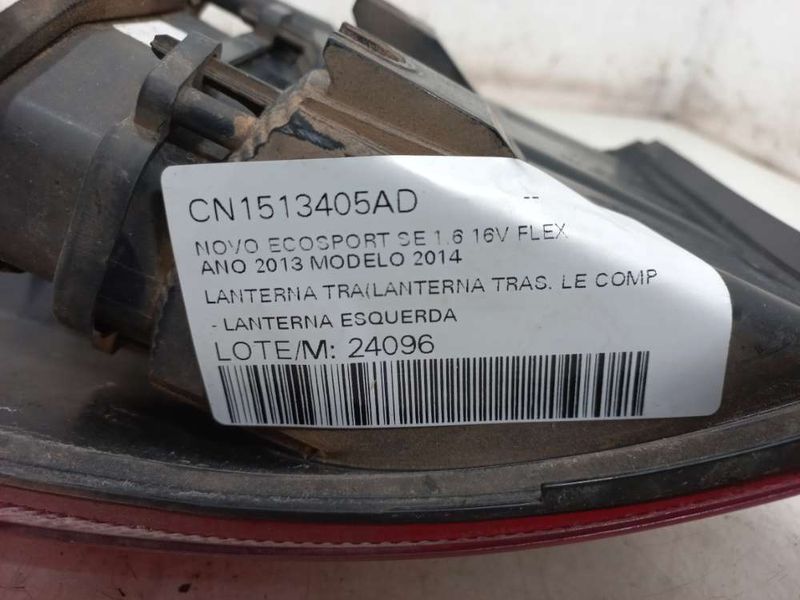 CN1513405AD --
NOVO ECOSPORT SE 1.6 16V FLEX
ANO 2013 MODELO 2014
LANTERNA TRA(LANTERNA TRAS. LE COMP
- LANTERNA ESQUERDA
LOTE/M: 24096